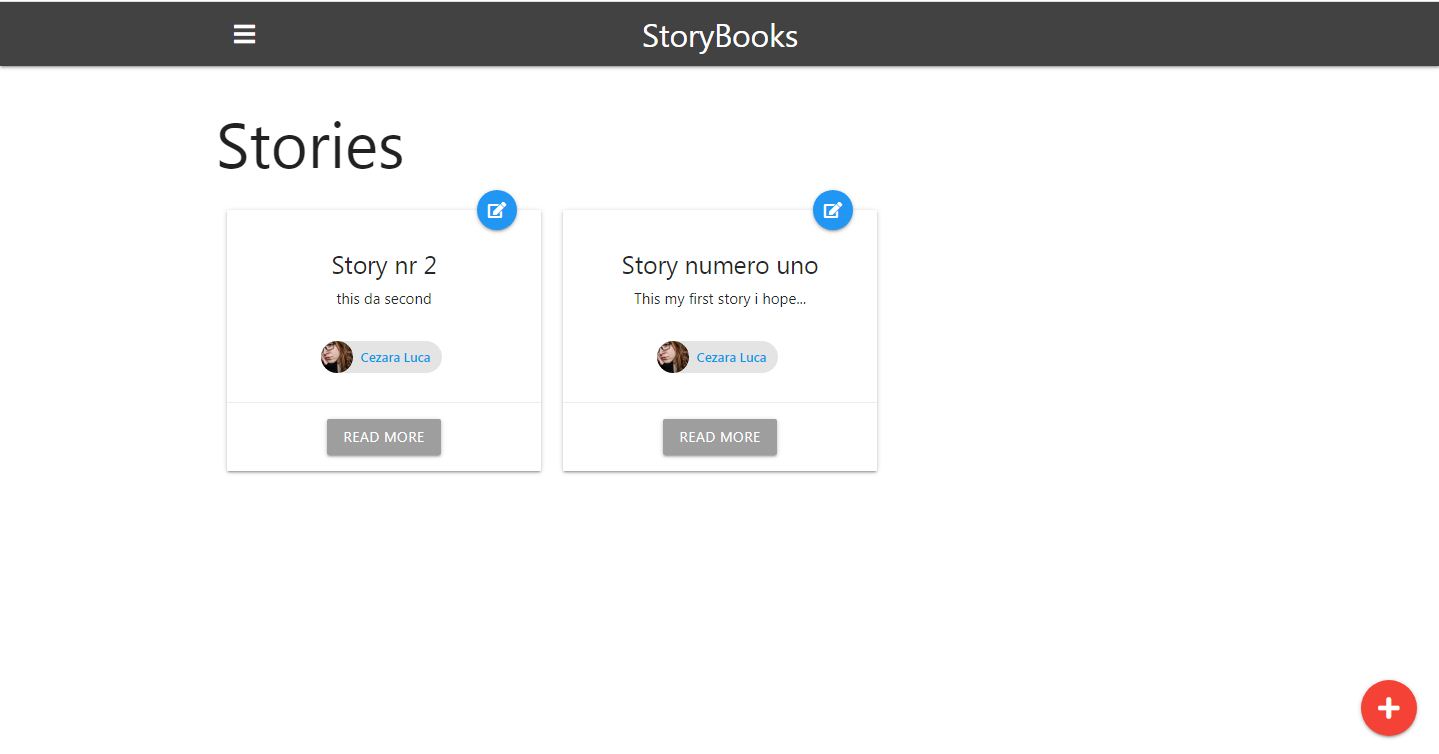 StoryBooks
Stories
Story nr 2
this da second
Cezara Luca
READ MORE
Story numero uno
This my first story i hope...
Cezara Luca
READ MORE